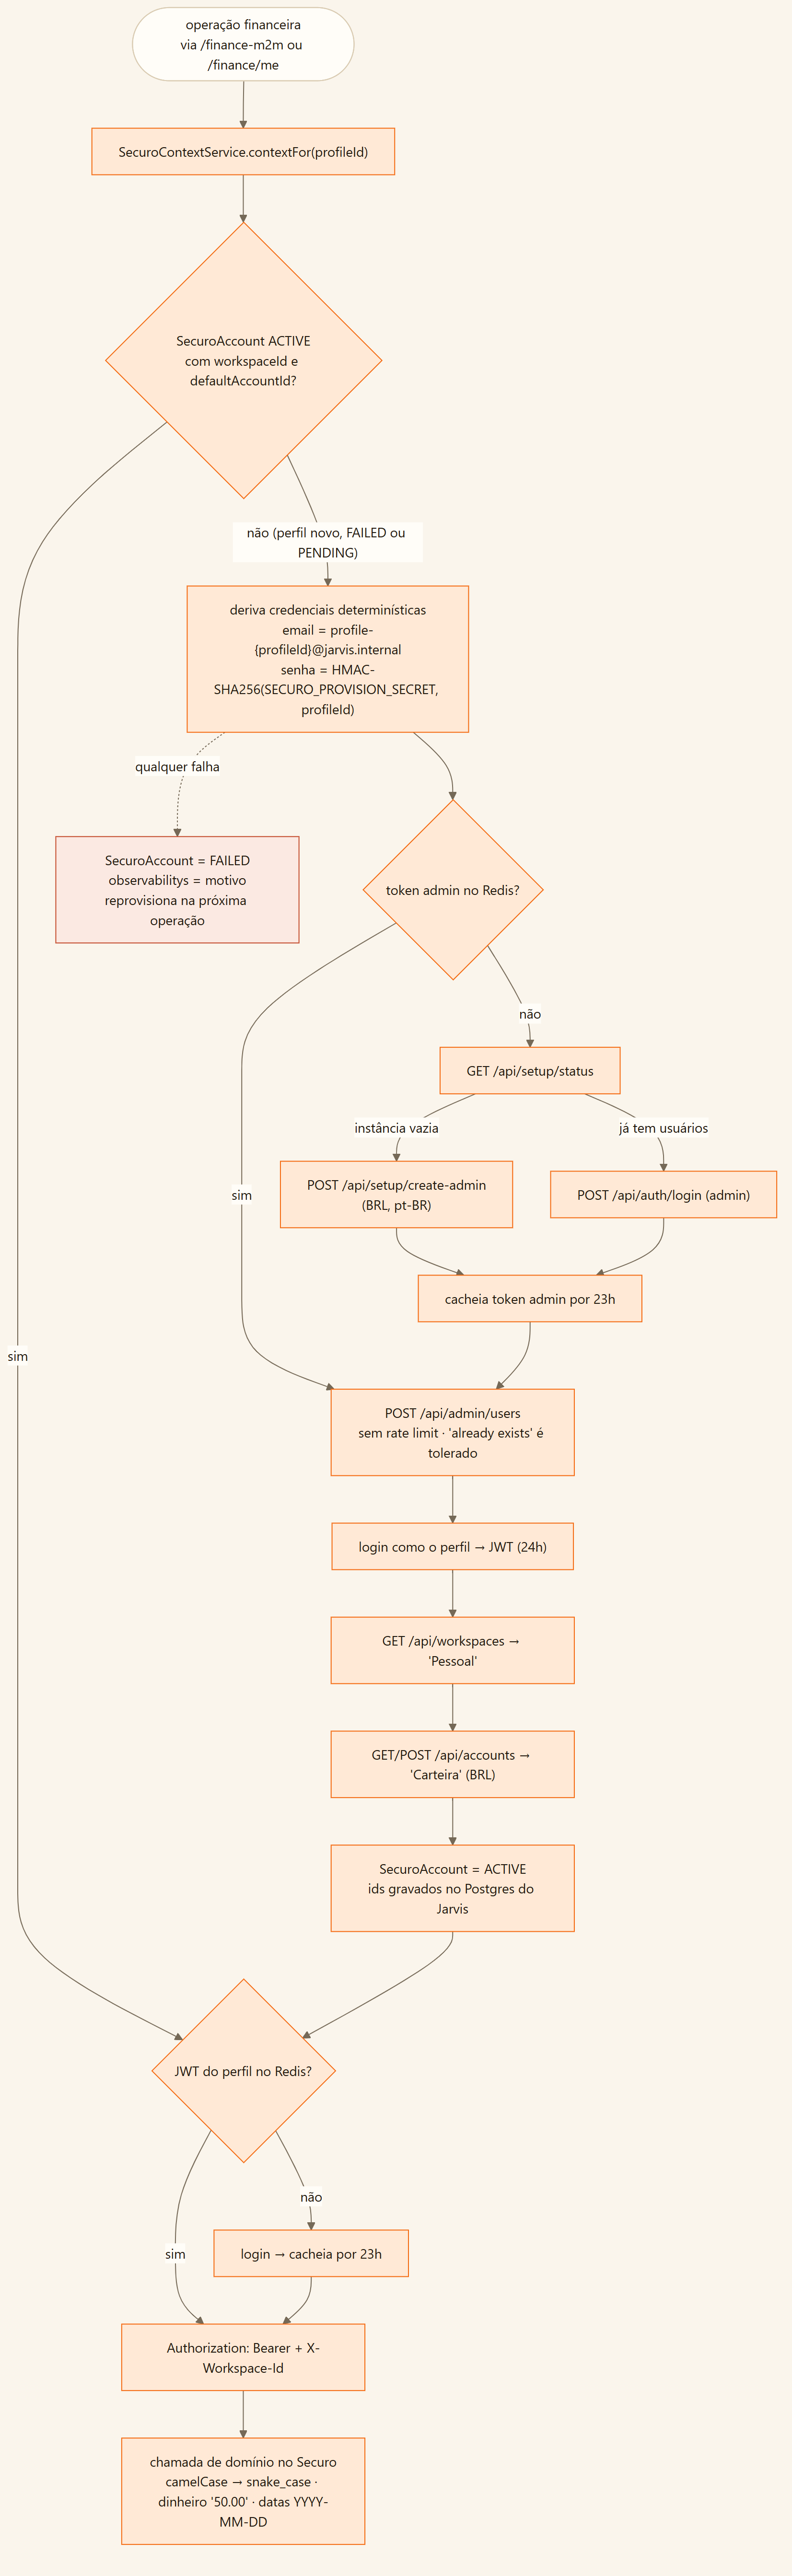 operação financeira
via /finance-m2m ou
/finance/me
SecuroContextService.contextFor(profileId)
SecuroAccount ACTIVE
com workspaceId e
defaultAccountId?
não (perfil novo, FAILED ou
PENDING)
deriva credenciais determinísticas
email = profile-
{profileId}@jarvis.internal
senha = HMAC-
SHA256(SECURO_PROVISION_SECRET,
profileId)
qualquer falha
SecuroAccount = FAILED
observabilitys = motivo
reprovisiona na próxima
operação
token admin no Redis?
não
GET /api/setup/status
instância vazia
já tem usuários
POST /api/setup/create-admin
(BRL, pt-BR)
POST /api/auth/login (admin)
sim
cacheia token admin por 23h
sim
POST /api/admin/users
sem rate limit · 'already exists' é
tolerado
login como o perfil → JWT (24h)
GET /api/workspaces →
'Pessoal'
GET/POST /api/accounts →
'Carteira' (BRL)
SecuroAccount = ACTIVE
ids gravados no Postgres do
Jarvis
JWT do perfil no Redis?
não
sim
login → cacheia por 23h
Authorization: Bearer + X-
Workspace-Id
chamada de domínio no Securo
camelCase → snake_case ·
dinheiro '50.00' · datas YYYY-
MM-DD